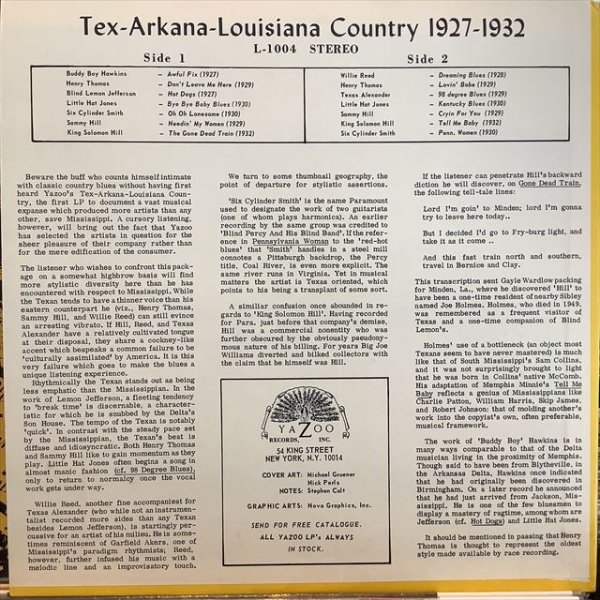 Tex-Arkana-Louisiana Country 1927-1932
L-1004 STEREO
Side 1
Side 2
Buddy Boy Hawkins – Awful Fix (1927)
Henry Thomas – Don't Leave Me Here (1929)
Blind Lemon Jefferson – Hot Dogs (1927)
Little Hat Jones – Bye Bye Baby Blues (1930)
Six Cylinder Smith – Oh Oh Lonesome (1930)
Sammy Hill – Needin' My Woman (1929)
King Solomon Hill – The Gone Dead Train (1932)
Willie Reed – Dreaming Blues (1928)
Henry Thomas – Lovin' Babe (1929)
Texas Alexander – 98 degree Blues (1929)
Little Hat Jones – Kentucky Blues (1930)
Sammy Hill – Cryin For You (1929)
King Solomon Hill – Tell Me Baby (1932)
Six Cylinder Smith – Penn. Women (1930)
Beware the buff who counts himself intimate
with classic country blues without having first
heard Yazoo's Tex-Arkana-Louisiana Coun-
try, the first LP to document a vast musical
expanse which produced more artists than any
other, save Mississippi. A cursory listening,
however, will bring out the fact that Yazoo
has selected the artists in question for the
sheer pleasure of their company rather than
for the mere edification of the consumer.
The listener who wishes to confront this pack-
age on a somewhat highbrow basis will find
more stylistic diversity here than he has
encountered with respect to Mississippi. While
the Texan tends to have a thinner voice than his
eastern counterpart he (viz., Henry Thomas,
Sammy Hill, and Willie Reed) can still evince
an arresting vibrato. If Hill, Reed, and Texas
Alexander have a relatively cultivated tongue
at their disposal, they share a cockney-like
accent which bespeaks a common failure to be
'culturally assimilated' by America. It is this
very failure which goes to make the blues a
unique listening experience.
Rhythmically the Texan stands out as being
less emphatic than the Mississippian. In the
work of Lemon Jefferson, a fleeting tendency
to 'break time' is discernible, a character-
istic for which he is snubbed by the Delta's
Son House. The tempo of the Texan is notably
'quick'. In contrast with the steady pace set
by the Mississippian, the Texan's beat is
diffuse and idiosyncratic. Both Henry Thomas
and Sammy Hill like to gain momentum as they
play. Little Hat Jones often begins a song in
almost manic fashion (cf. 98 Degree Blues),
only to return to normalcy once the vocal
work gets under way.
Willie Reed, another fine accompanist for
Texas Alexander (who while not an instrumen-
talist recorded more sides than any Texan
besides Lemon Jefferson), is startlingly per-
cussive for an artist of his milieu. He is some-
times reminiscent of Garfield Akers, one of
Mississippi's paradigm rhythmists; Reed,
however, further infused his music with a
melodic line and an improvisatory touch.
We turn to some thumbnail geography, the
point of departure for stylistic assertions.
'Six Cylinder Smith' is the name Paramount
used to designate the work of two guitarists
(one of whom plays harmonica). An earlier
recording by the same group was credited to
'Blind Percy And His Blind Band'. If the refer-
ence in Pennsylvania Woman to the 'red-hot
blues' that 'Smith' handles in a steel mill
connotes a Pittsburg backdrop, the Percy
title, Coal River, is even more explicit. The
same river runs in Virginia. Yet in musical
matters the artist is Texas oriented, which
points to his being a transplant of some sort.
A similiar confusion once abounded in re-
gards to 'King Solomon Hill'. Having recorded
for Para, just before that company's demise,
Hill was a commercial nonentity who was
further obscured by the obviously pseudony-
mous nature of his billing. For years Big Joe
Williams diverted and bilked collectors with
the claim that he himself was Hill.
YAZOO
RECORDS, INC.
54 KING STREET
NEW YORK, N.Y. 10014
COVER ART: Michael Gruener
Nick Perls
NOTES: Stephen Calt
GRAPHIC ARTS: Nova Graphics, Inc.
SEND FOR FREE CATALOGUE.
ALL YAZOO LP's ALWAYS
IN STOCK.
If the listener can penetrate Hill's backward
diction he will discover, on Gone Dead Train,
the following tell-tale lines:
Lord I'm goin' to Minden; lord I'm gonna
try to leave here today..
But I decided I'd go to Fry-burg light, and
take it as it come ..
And this fast train north and southern,
travel in Bernice and Clay.
This transcription sent Gayle Wardlow packing
for Minden, La., where he discovered 'Hill' to
have been a one-time resident of nearby Sibley
named Joe Holmes. Holmes, who died in 1949,
was remembered as a frequent visitor of
Texas and a one-time companion of Blind
Lemon's.
Holmes' use of a bottleneck (an object most
Texans seem to have never mastered) is much
like that of South Mississippi's Sam Collins,
and it was not surprisingly brought to light
that he was born in Collins' native McComb.
His adaptation of Memphis Minnie's Tell Me
Baby reflects a genius of Mississippians like
Charlie Patton, William Harris, Skip James,
and Robert Johnson: that of molding another's
work into the copyist's own, often preferable,
musical framework.
The work of 'Buddy Boy' Hawkins is in
many ways comparable to that of the Delta
musician living in the proximity of Memphis.
Though said to have been from Blytheville, in
the Arkansas Delta, Hawkins once indicated
that he had originally been discovered in
Birmingham. On a later record he announced
that he had just arrived from Jackson, Mis-
sissippi. He is one of the few bluesmen to
display a mastery of ragtime, among whom are
Jefferson (cf. Hot Dogs) and Little Hat Jones.
It should be mentioned in passing that Henry
Thomas is thought to represent the oldest
style made available by race recording.